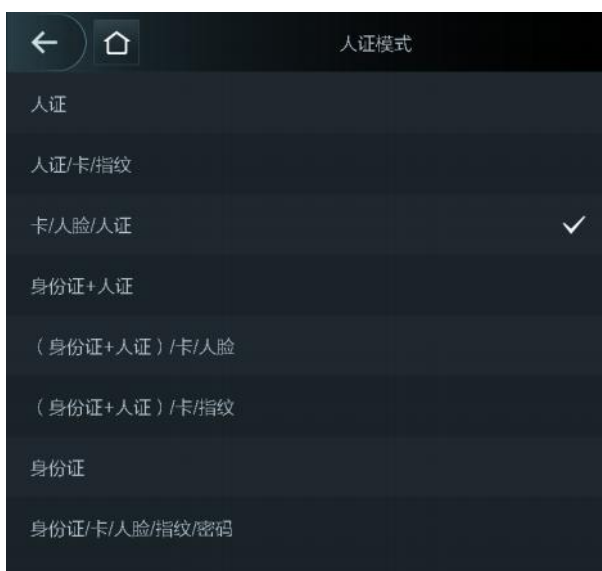 人证模式
人证
人证/卡/指纹
卡/人脸/人证
身份证+人证
（身份证+人证）/卡/人脸
（身份证+人证）/卡/指纹
身份证
身份证/卡/人脸/指纹/密码